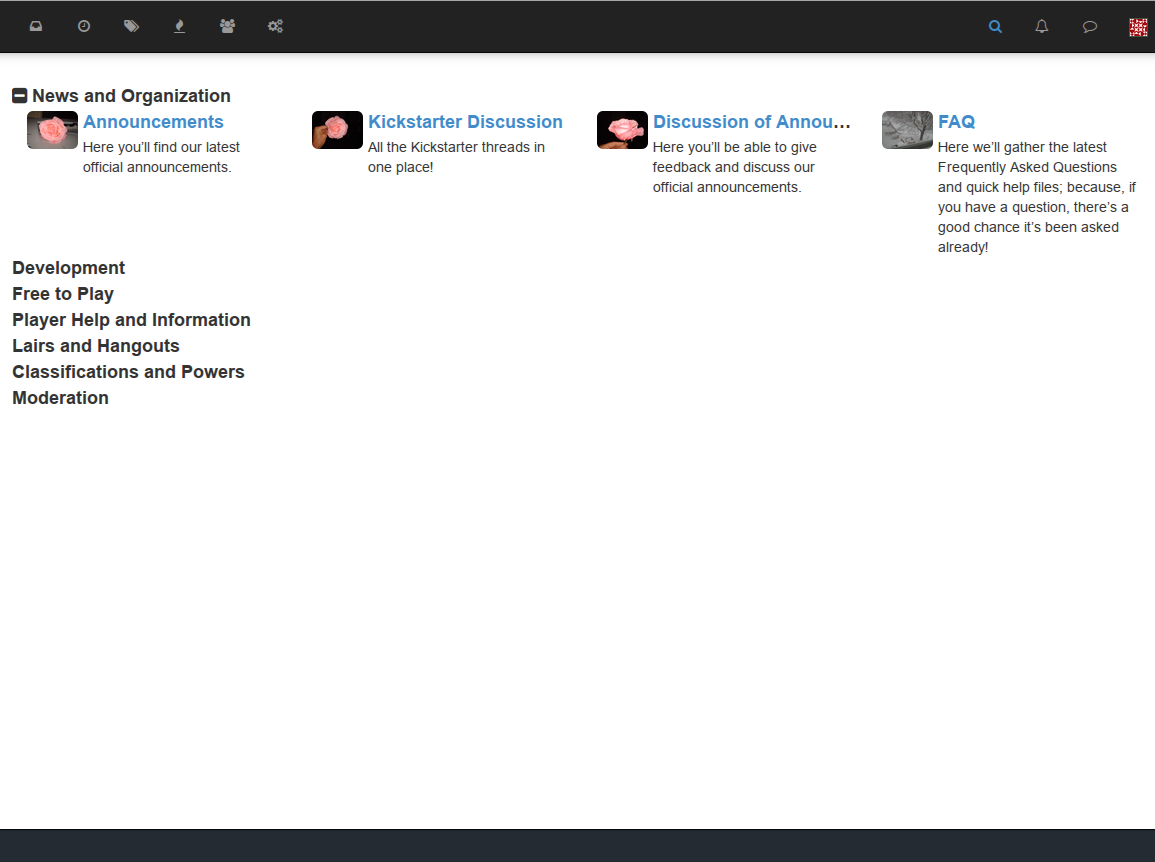 News and Organization
Announcements
Here you’ll find our latest
official announcements.
Kickstarter Discussion
All the Kickstarter threads in
one place!
Discussion of Annou...
Here you’ll be able to give
feedback and discuss our
official announcements.
FAQ
Here we’ll gather the latest
Frequently Asked Questions
and quick help files; because, if
you have a question, there’s a
good chance it’s been asked
already!
Development
Free to Play
Player Help and Information
Lairs and Hangouts
Classifications and Powers
Moderation